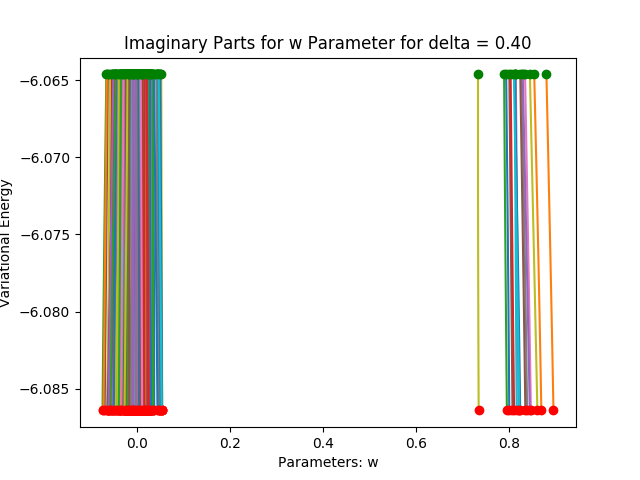 Imaginary Parts for w Parameter for delta = 0.40
−6.065
−6.070
−6.075
−6.080
−6.085
Variational Energy
0.0 0.2 0.4 0.6 0.8
Parameters: w